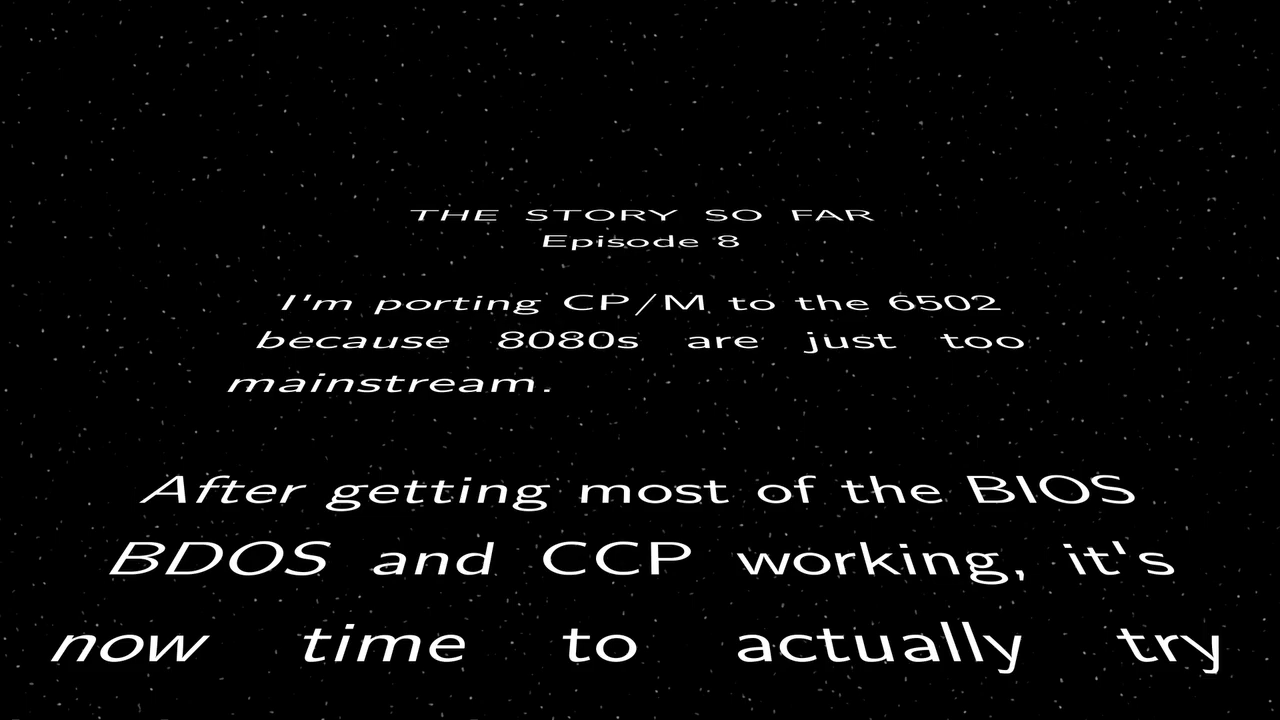 THE STORY SO FAR
Episode 8
I'm porting CP/M to the 6502
because 8080s are just too
mainstream.
After getting most of the BIOS
BDOS and CCP working, it's
now time to actually try